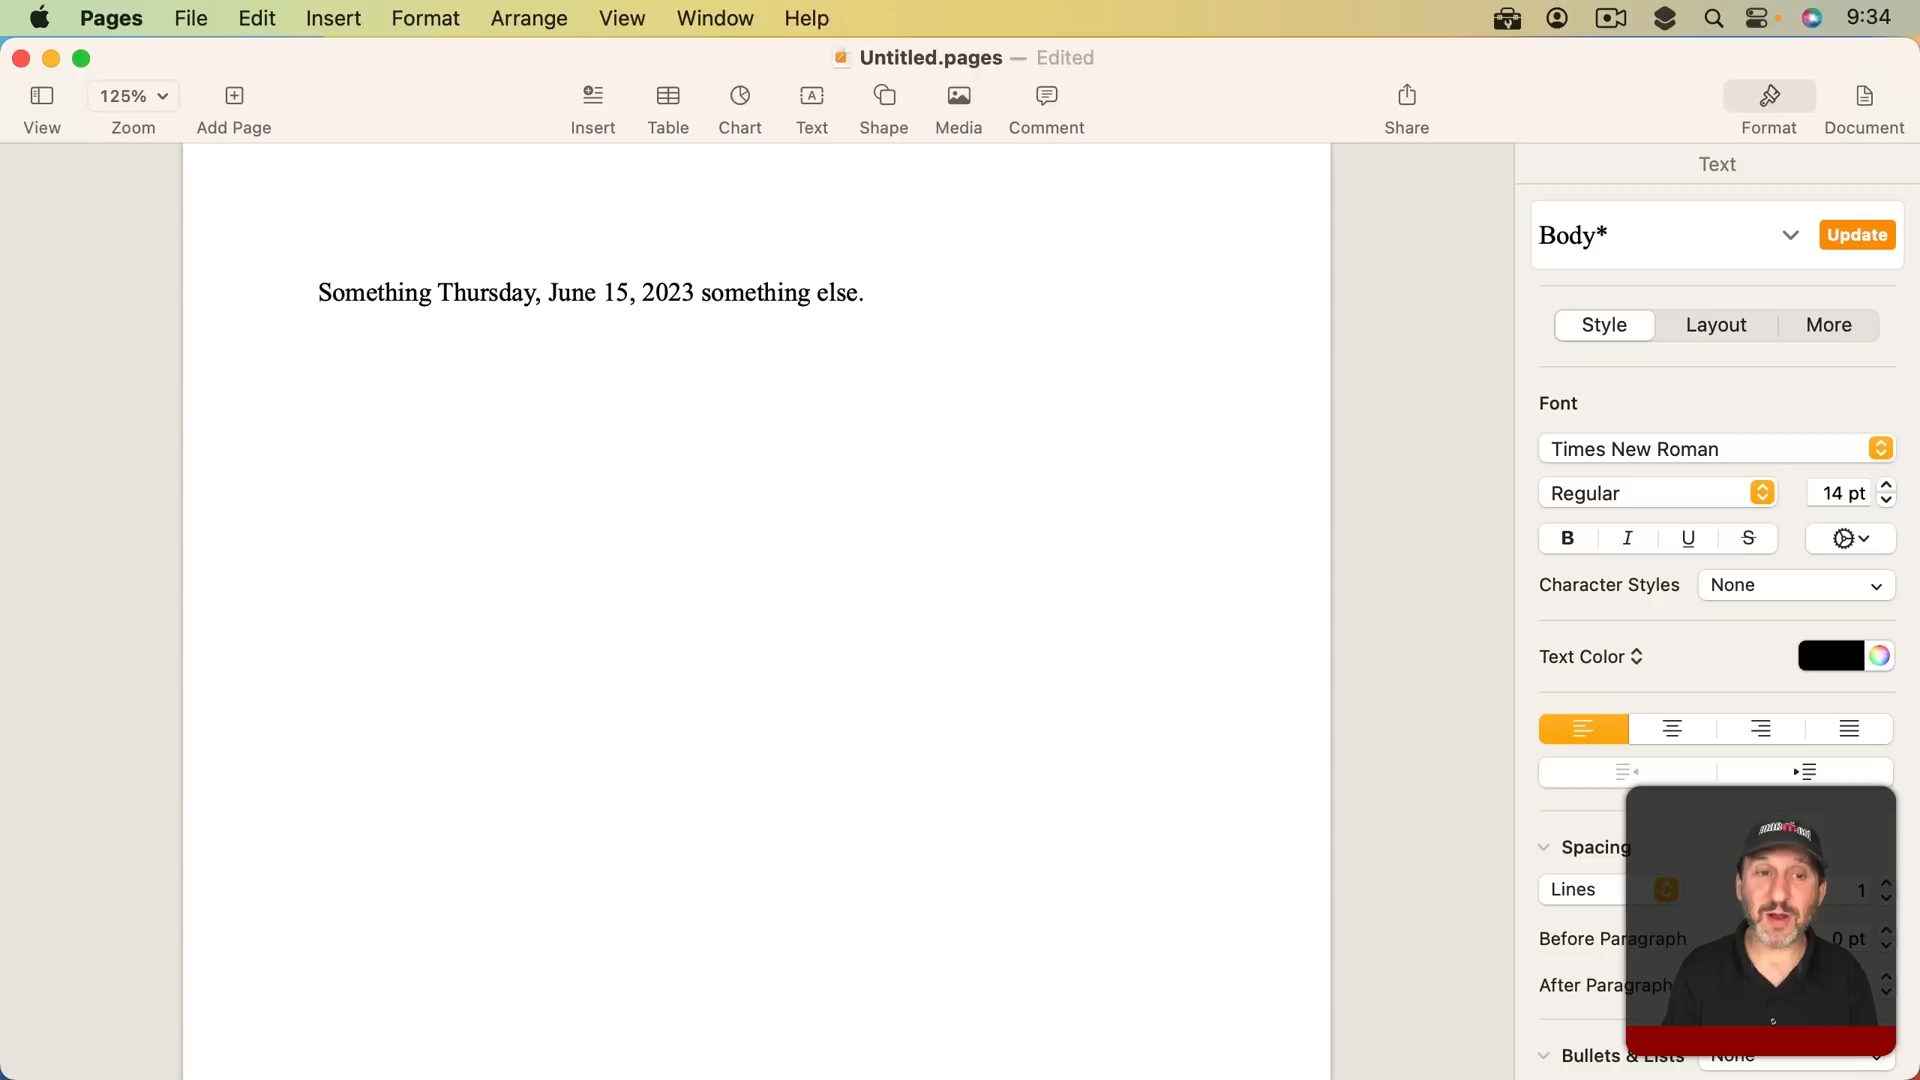 Pages File Edit Insert Format Arrange View Window Help 9:34
Untitled.pages — Edited
125%
View Zoom Add Page Insert Table Chart Text Shape Media Comment Share Format Document
Text
Body* Update
Something Thursday, June 15, 2023 something else.
Style Layout More
Font
Times New Roman
Regular 14 pt
B I U S
Character Styles None
Text Color
Spacing
Lines 1
Before Paragraph 0 pt
After Paragraph
Bullets & Lists None